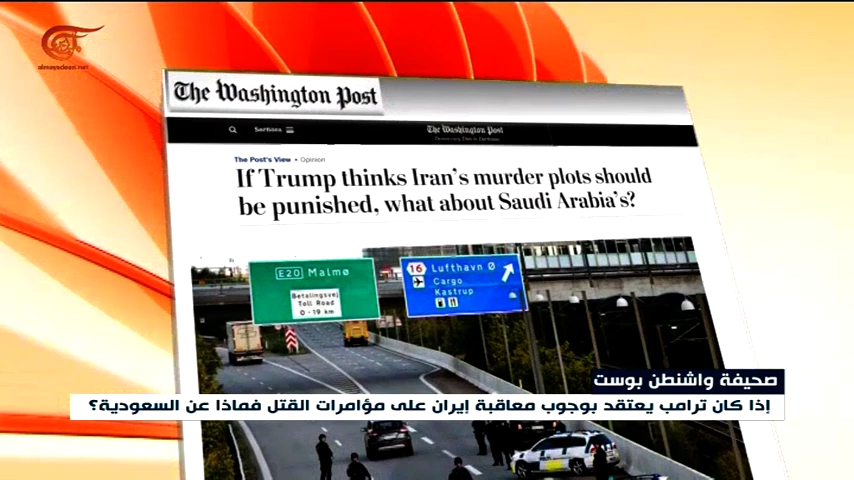 almayadeen.net
The Washington Post
Sections
The Washington Post
Democracy Dies in Darkness
The Post's View • Opinion
If Trump thinks Iran's murder plots should
be punished, what about Saudi Arabia's?
E20 Malmø
Betalingsvej
Toll Road
0-19 km
16 Lufthavn Ø
Cargo
Kastrup
صحيفة واشنطن بوست
إذا كان ترامب يعتقد بوجوب معاقبة إيران على مؤامرات القتل فماذا عن السعودية؟